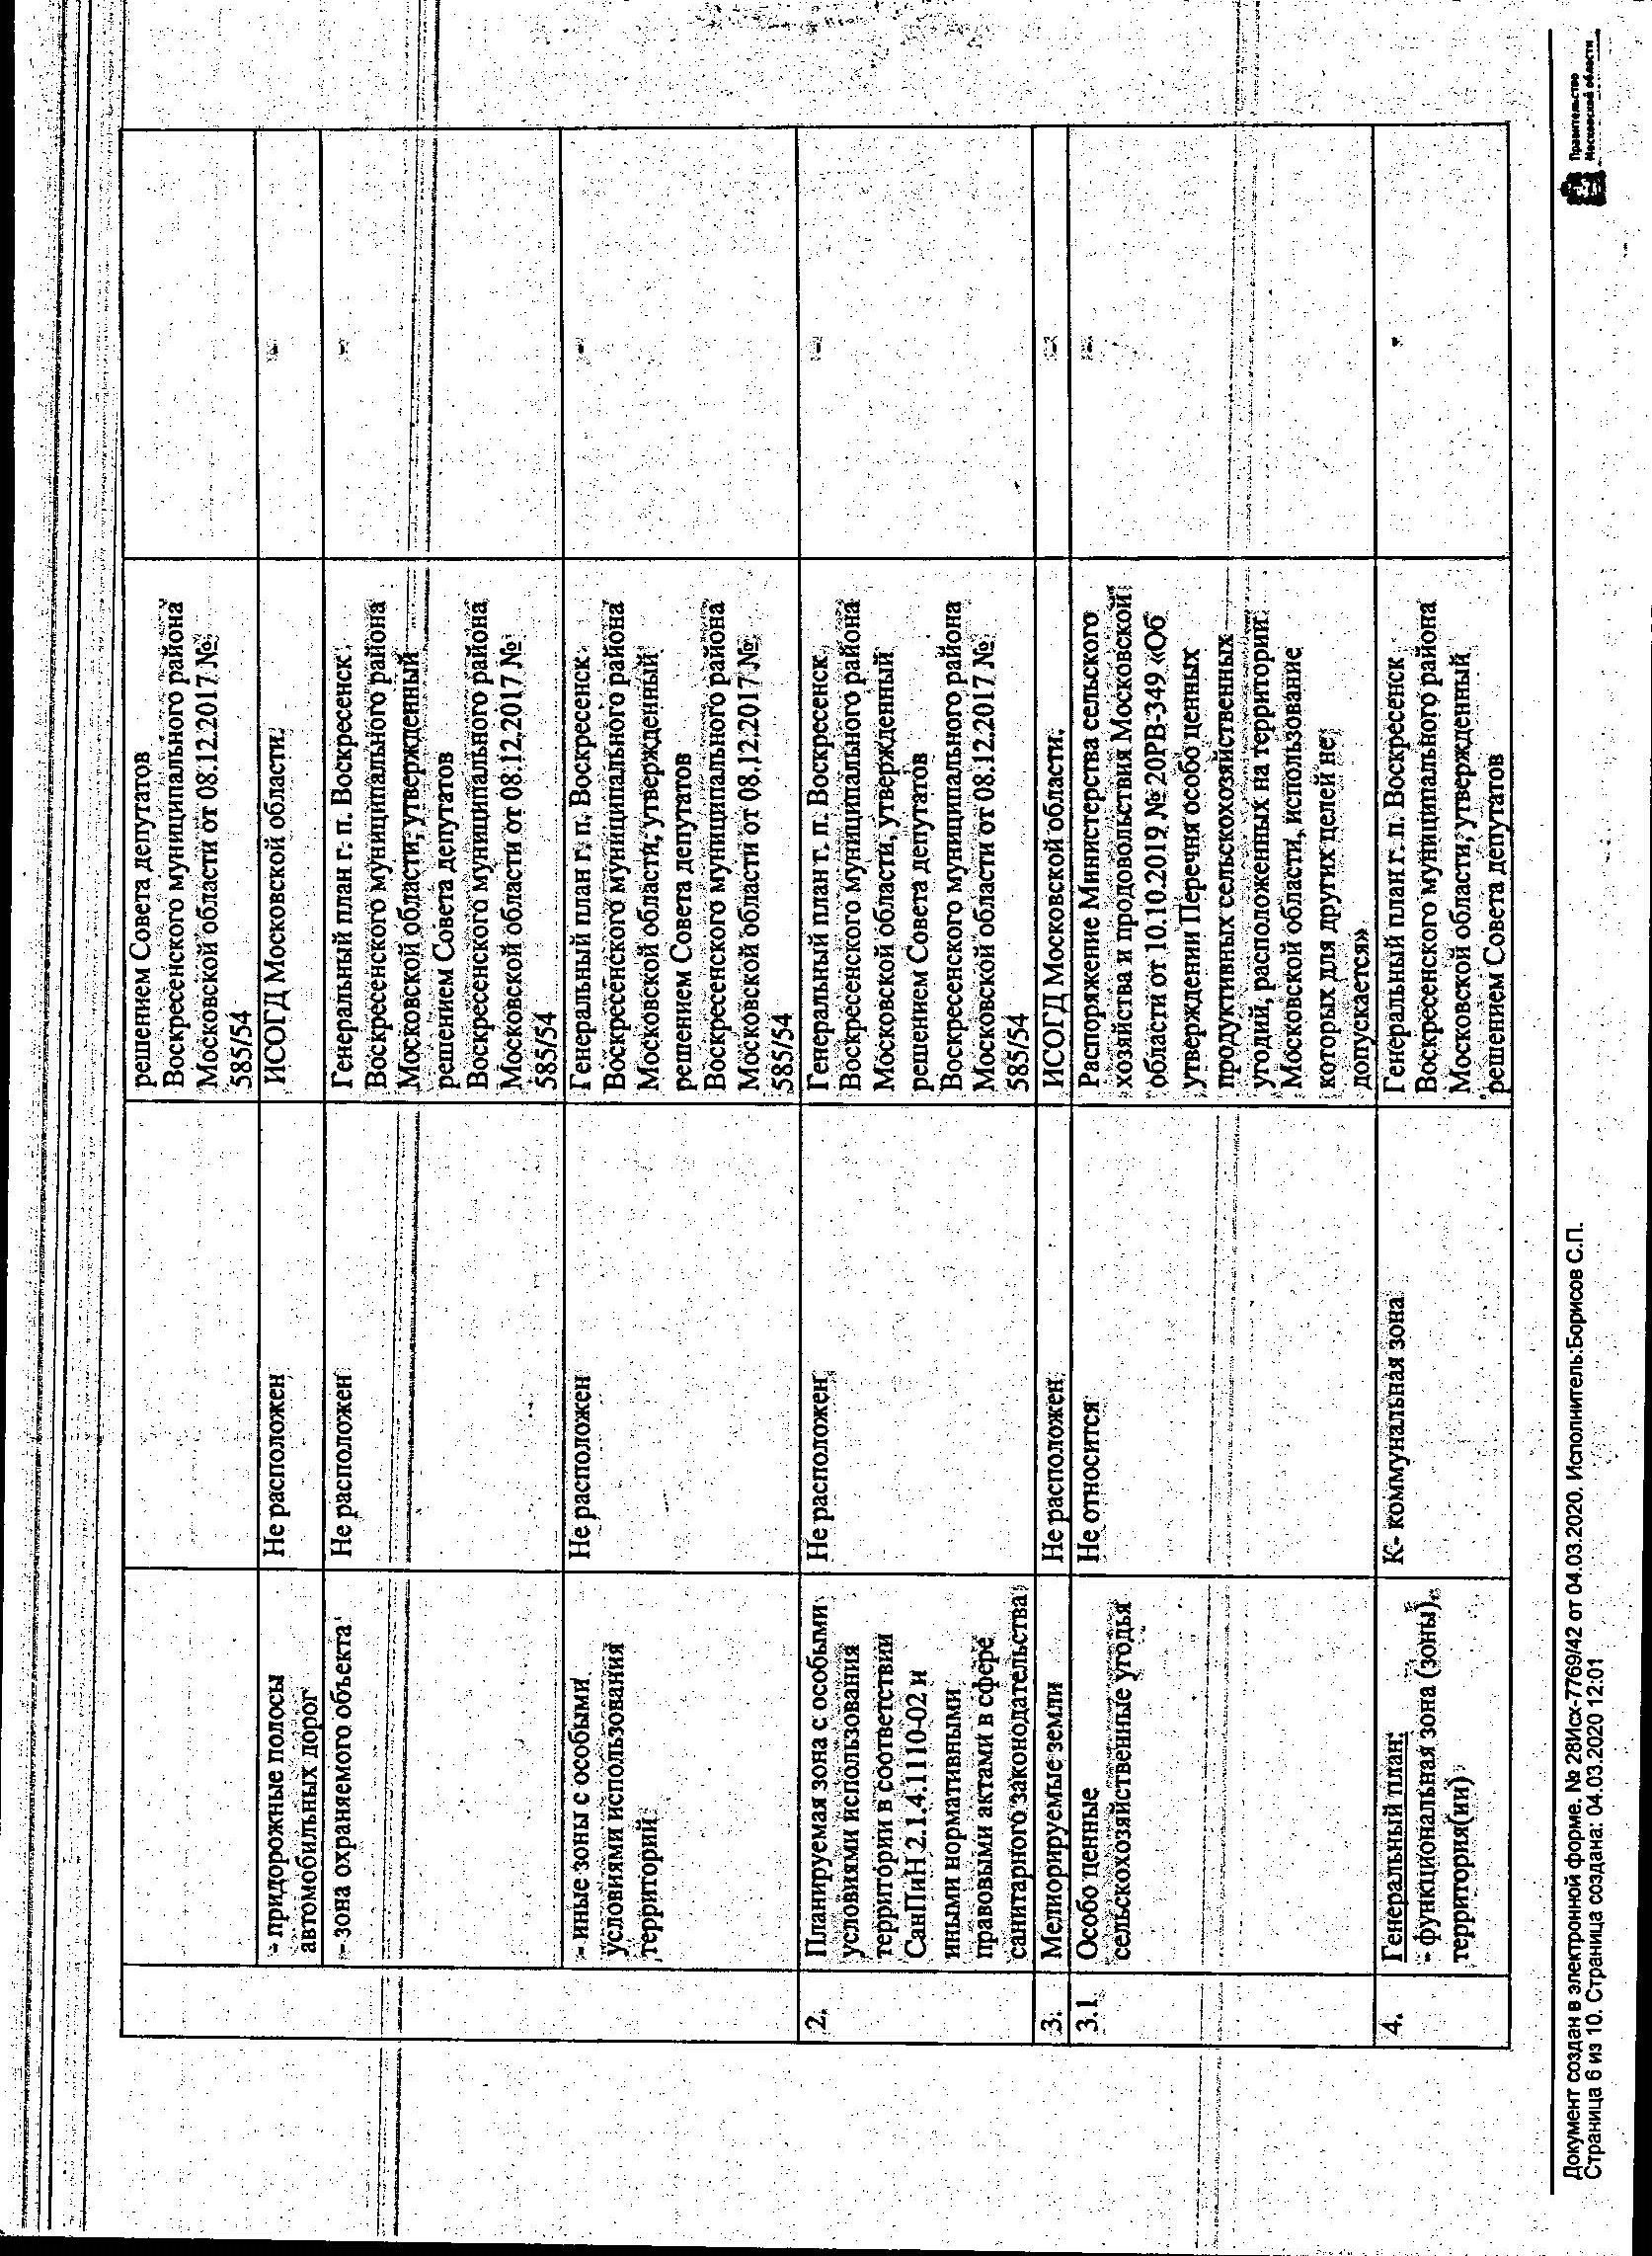 решением Совета депутатов
Воскресенского муниципального района
Московской области от 08.12.2017 №
585/54
- придорожные полосы
автомобильных дорог
Не расположен
ИСОГД Московской области.
-
- зона охраняемого объекта
Не расположен
Генеральный план г. п. Воскресенск
Воскресенского муниципального района
Московской области, утвержденный
решением Совета депутатов
Воскресенского муниципального района
Московской области от 08.12.2017 №
585/54
-
- иные зоны с особыми
условиями использования
территорий
Не расположен
Генеральный план г. п. Воскресенск
Воскресенского муниципального района
Московской области, утвержденный
решением Совета депутатов
Воскресенского муниципального района
Московской области от 08.12.2017 №
585/54
-
2.
Планируемая зона с особыми
условиями использования
территории в соответствии
СанПиН 2.1.4.1110-02 и
иными нормативными
правовыми актами в сфере
санитарного законодательства
Не расположен
Генеральный план г. п. Воскресенск
Воскресенского муниципального района
Московской области, утвержденный
решением Совета депутатов
Воскресенского муниципального района
Московской области от 08.12.2017 №
585/54
-
3.
Мелиорируемые земли
Не расположен
ИСОГД Московской области.
-
3.1
Особо ценные
сельскохозяйственные угодья
Не относится
Распоряжение Министерства сельского
хозяйства и продовольствия Московской
области от 10.10.2019 № 20РВ-349 «Об
утверждении Перечня особо ценных
продуктивных сельскохозяйственных
угодий, расположенных на территории
Московской области, использование
которых для других целей не
допускается»
-
4.
Генеральный план:
- функциональная зона (зоны),
территория(ии)
К- коммунальная зона
Генеральный план г. п. Воскресенск
Воскресенского муниципального района
Московской области, утвержденный
решением Совета депутатов
-
Документ создан в электронной форме. № 28Исх-7769/42 от 04.03.2020. Исполнитель:Борисов С.П.
Страница 6 из 10. Страница создана: 04.03.2020 12:01
Правительство
Московской области